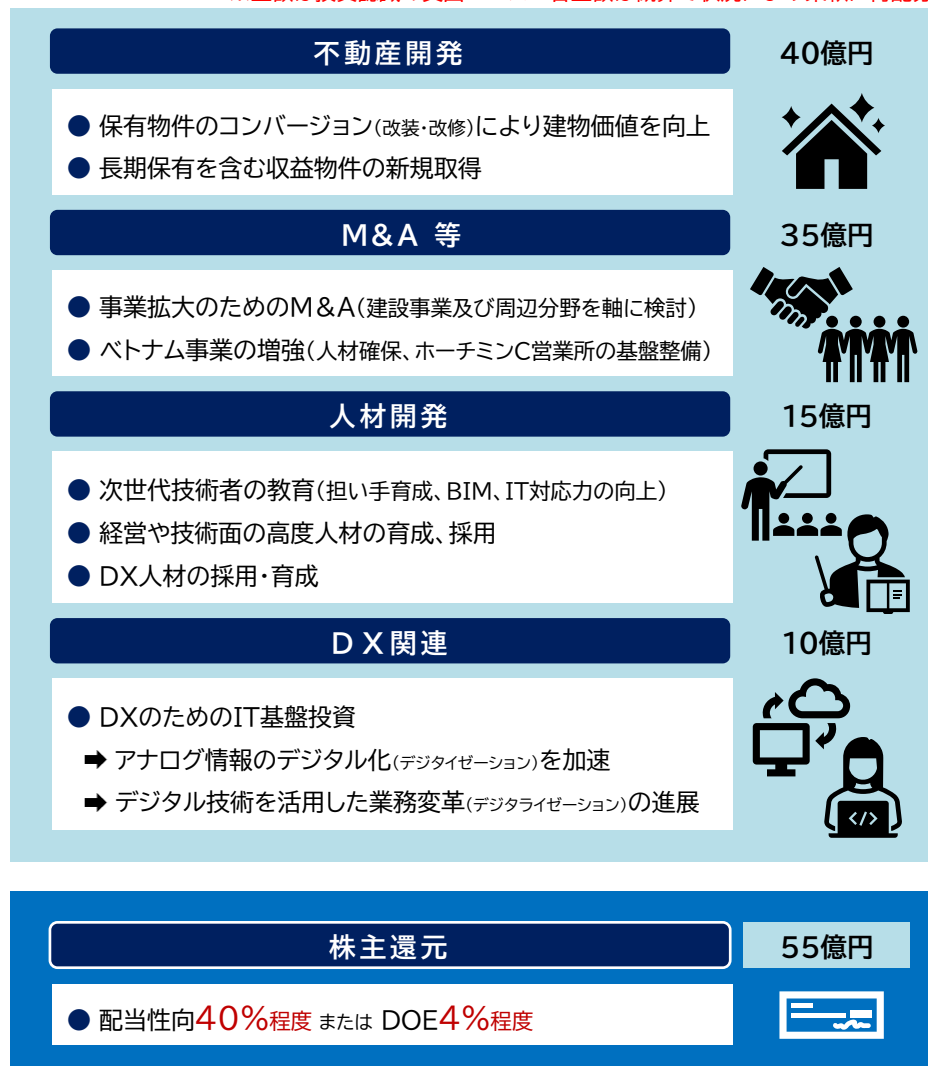 不動産開発
40億円
● 保有物件のコンバージョン(改装・改修)により建物価値を向上
● 長期保有を含む収益物件の新規取得
M&A 等
35億円
● 事業拡大のためのM&A(建設事業及び周辺分野を軸に検討)
● ベトナム事業の増強(人材確保、ホーチミンC営業所の基盤整備)
人材開発
15億円
● 次世代技術者の教育(担い手育成、BIM、IT対応力の向上)
● 経営や技術面の高度人材の育成、採用
● DX人材の採用・育成
DX関連
10億円
● DXのためのIT基盤投資
➡ アナログ情報のデジタル化(デジタイゼーション)を加速
➡ デジタル技術を活用した業務変革(デジタライゼーション)の進展
</>
株主還元
55億円
● 配当性向40%程度 または DOE4%程度